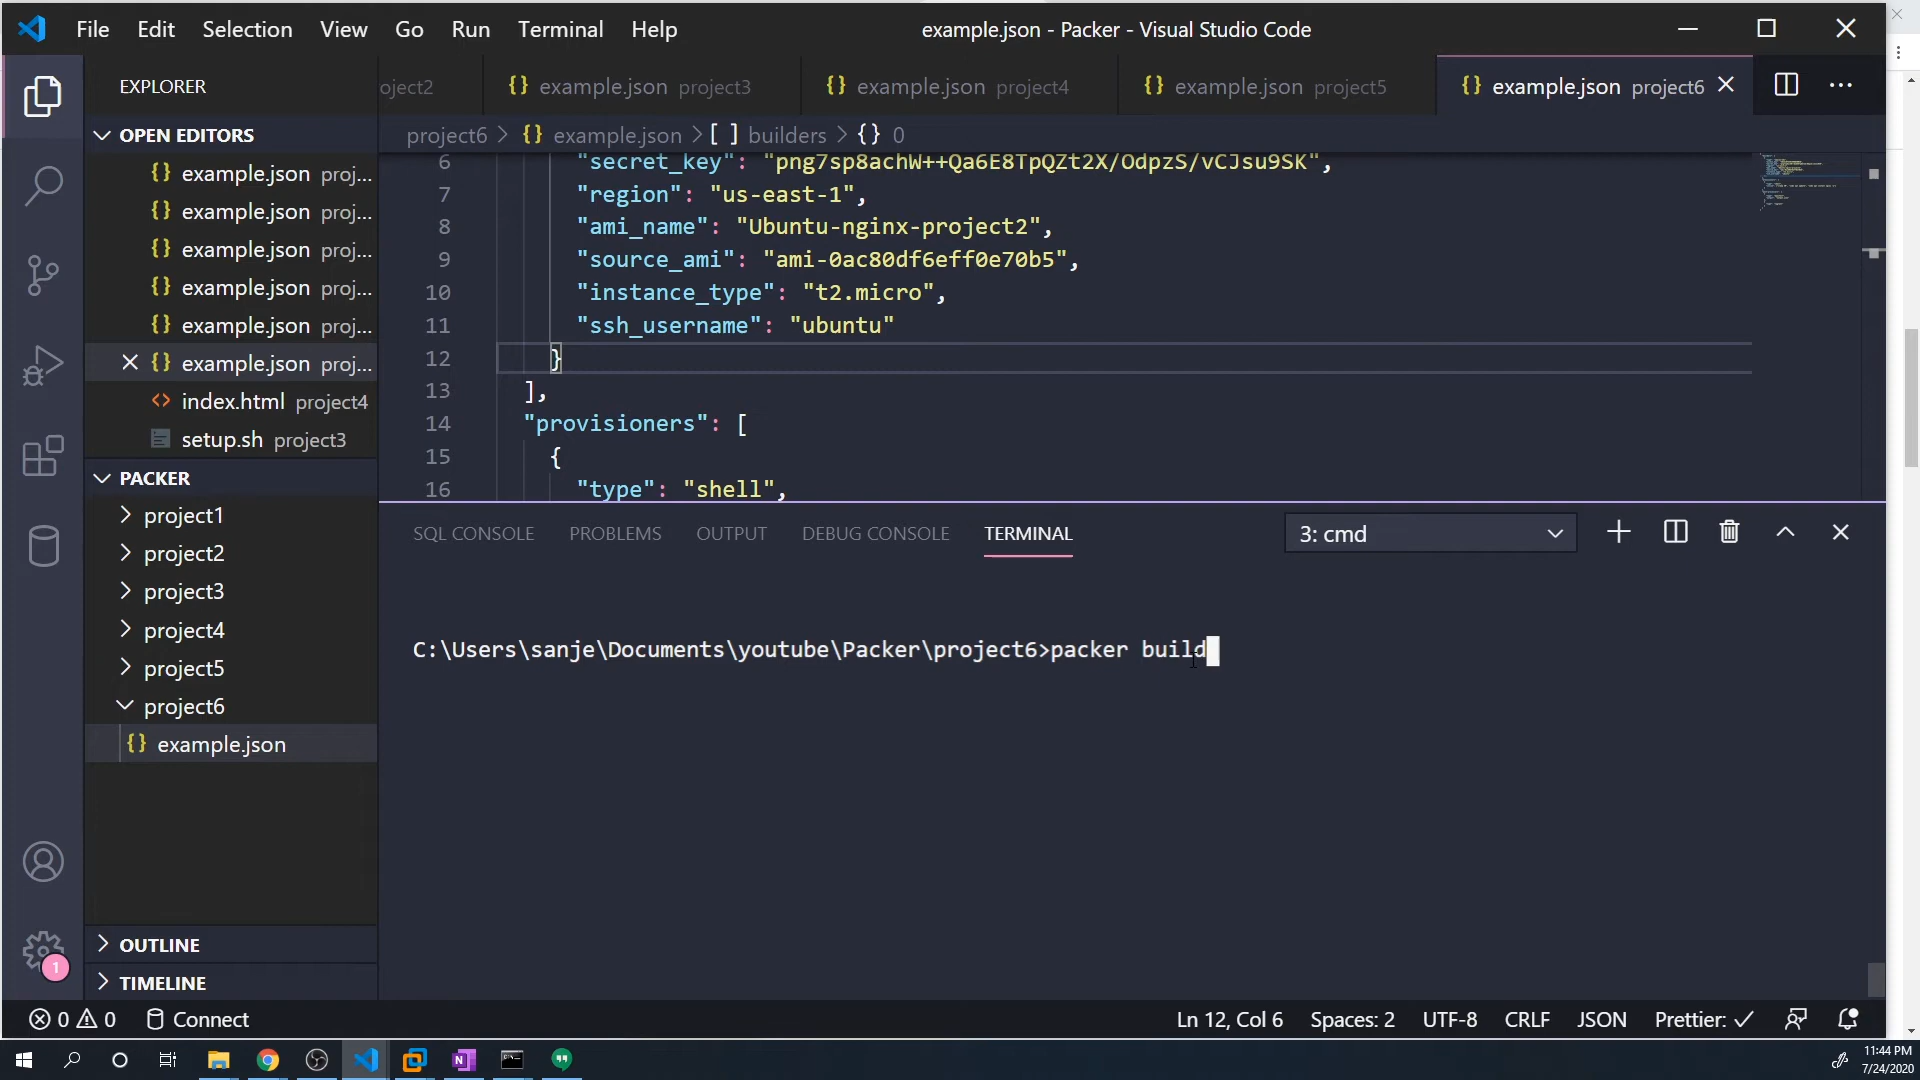 File Edit Selection View Go Run Terminal Help
example.json - Packer - Visual Studio Code
EXPLORER
oject2
{} example.json project3
{} example.json project4
{} example.json project5
{} example.json project6
OPEN EDITORS
{} example.json proj...
{} example.json proj...
{} example.json proj...
{} example.json proj...
{} example.json proj...
{} example.json proj...
<> index.html project4
setup.sh project3
PACKER
project1
project2
project3
project4
project5
project6
{} example.json
OUTLINE
TIMELINE
project6 > {} example.json > [ ] builders > {} 0
6 "secret_key": "png7sp8achW++Qa6E8TpQZt2X/OdpzS/vCJsu9SK",
7 "region": "us-east-1",
8 "ami_name": "Ubuntu-nginx-project2",
9 "source_ami": "ami-0ac80df6eff0e70b5",
10 "instance_type": "t2.micro",
11 "ssh_username": "ubuntu"
12 }
13 ],
14 "provisioners": [
15 {
16 "type": "shell",
SQL CONSOLE PROBLEMS OUTPUT DEBUG CONSOLE TERMINAL
3: cmd
C:\Users\sanje\Documents\youtube\Packer\project6>packer build
1
0 0 Connect
Ln 12, Col 6 Spaces: 2 UTF-8 CRLF JSON Prettier: ✓
11:44 PM
7/24/2020